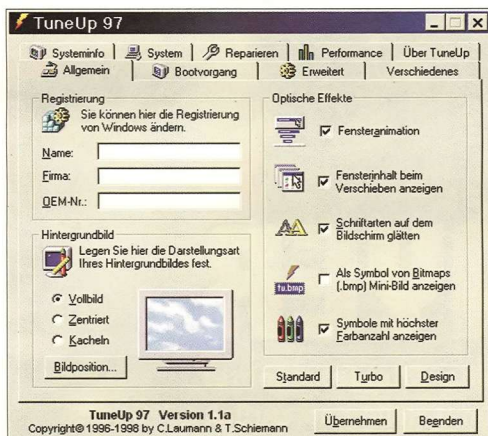 TuneUp 97
Systeminfo System Reparieren Performance Über TuneUp
Allgemein Bootvorgang Erweitert Verschiedenes
Registrierung
Sie können hier die Registrierung
von Windows ändern.
Name:
Firma:
OEM-Nr.:
Hintergrundbild
Legen Sie hier die Darstellungsart
Ihres Hintergrundbildes fest.
Vollbild
Zentriert
Kacheln
Bildposition...
Optische Effekte
Fensteranimation
Fensterinhalt beim
Verschieben anzeigen
Schriftarten auf dem
Bildschirm glätten
tu.bmp
Als Symbol von Bitmaps
(.bmp) Mini-Bild anzeigen
Symbole mit höchster
Farbanzahl anzeigen
Standard Turbo Design
TuneUp 97 Version 1.1a
Copyright© 1996-1998 by C.Laumann & T.Schiemann
Übernehmen Beenden